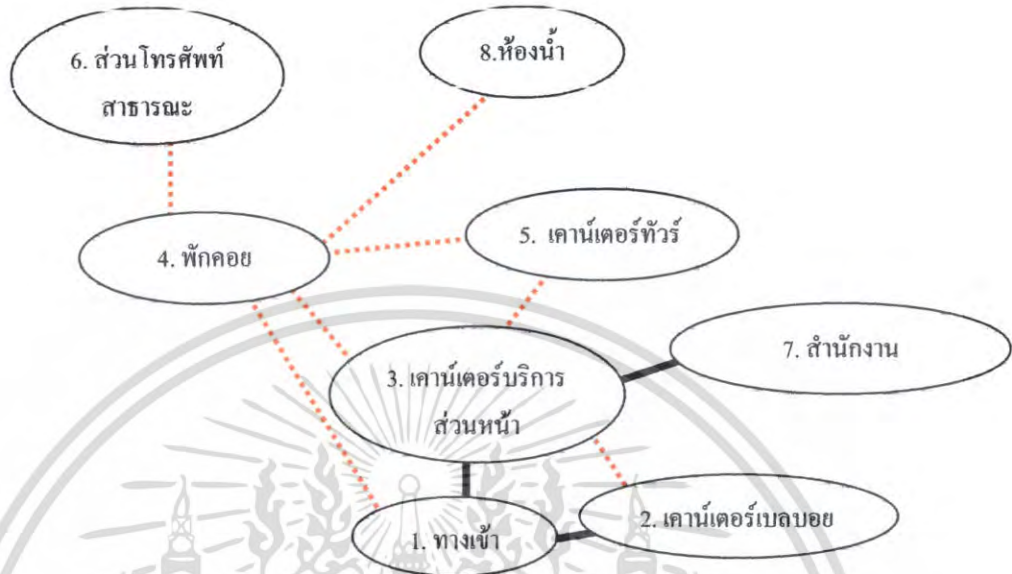 6. ส่วนโทรศัพท์
สาธารณะ
8.ห้องน้ำ
5. เคาน์เตอร์ทัวร์
4. พักคอย
7. สำนักงาน
3. เคาน์เตอร์บริการ
ส่วนหน้า
2. เคาน์เตอร์เบลบอย
1. ทางเข้า